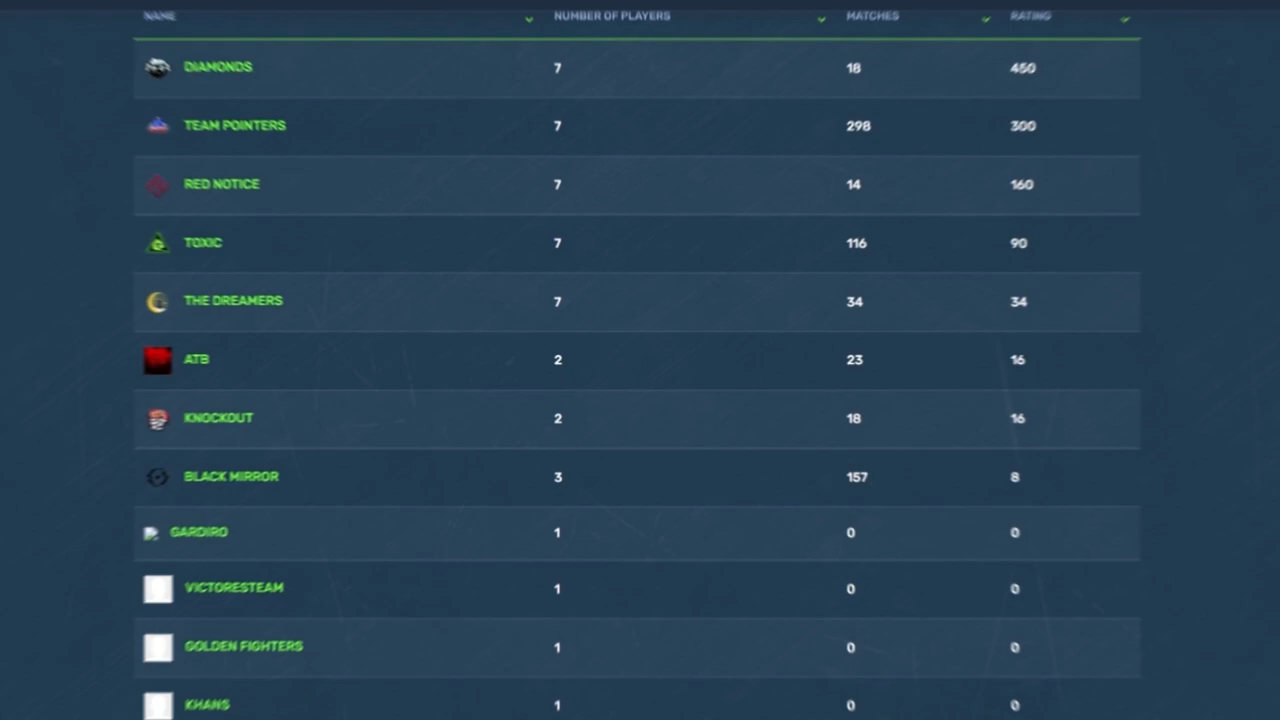 NAME NUMBER OF PLAYERS MATCHES RATING
DIAMONDS 7 18 450
TEAM POINTERS 7 298 300
RED NOTICE 7 14 160
TOXIC 7 116 90
THE DREAMERS 7 34 34
ATB 2 23 16
KNOCKOUT 2 18 16
BLACK MIRROR 3 157 8
GARDIRO 1 0 0
VICTORESTEAM 1 0 0
GOLDEN FIGHTERS 1 0 0
KHANS 1 0 0